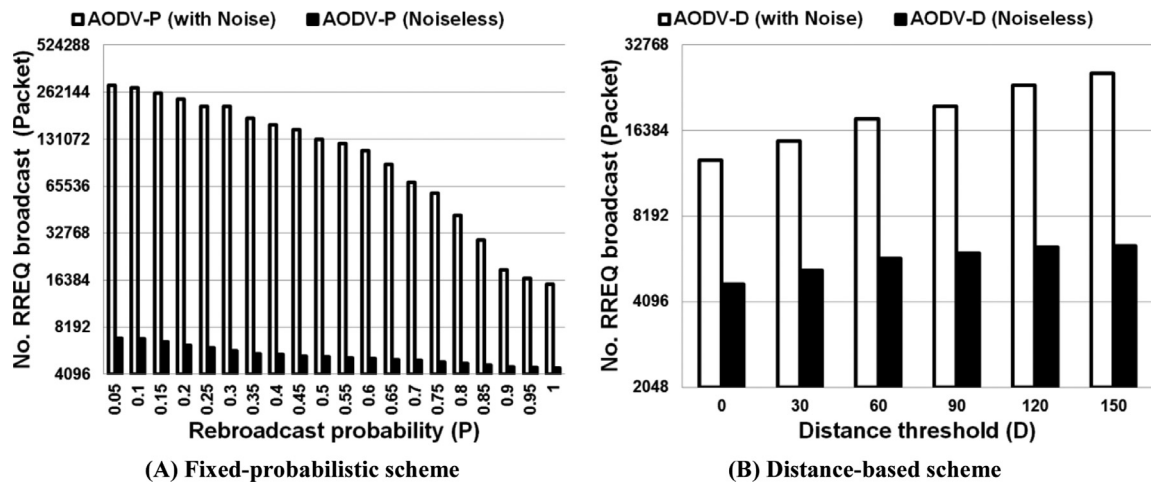 AODV-P (with Noise) AODV-P (Noiseless)
No. RREQ broadcast (Packet)
524288
262144
131072
65536
32768
16384
8192
4096
0.05 0.1 0.15 0.2 0.25 0.3 0.35 0.4 0.45 0.5 0.55 0.6 0.65 0.7 0.75 0.8 0.85 0.9 0.95 1
Rebroadcast probability (P)
(A) Fixed-probabilistic scheme
AODV-D (with Noise) AODV-D (Noiseless)
No. RREQ broadcast (Packet)
32768
16384
8192
4096
2048
0 30 60 90 120 150
Distance threshold (D)
(B) Distance-based scheme